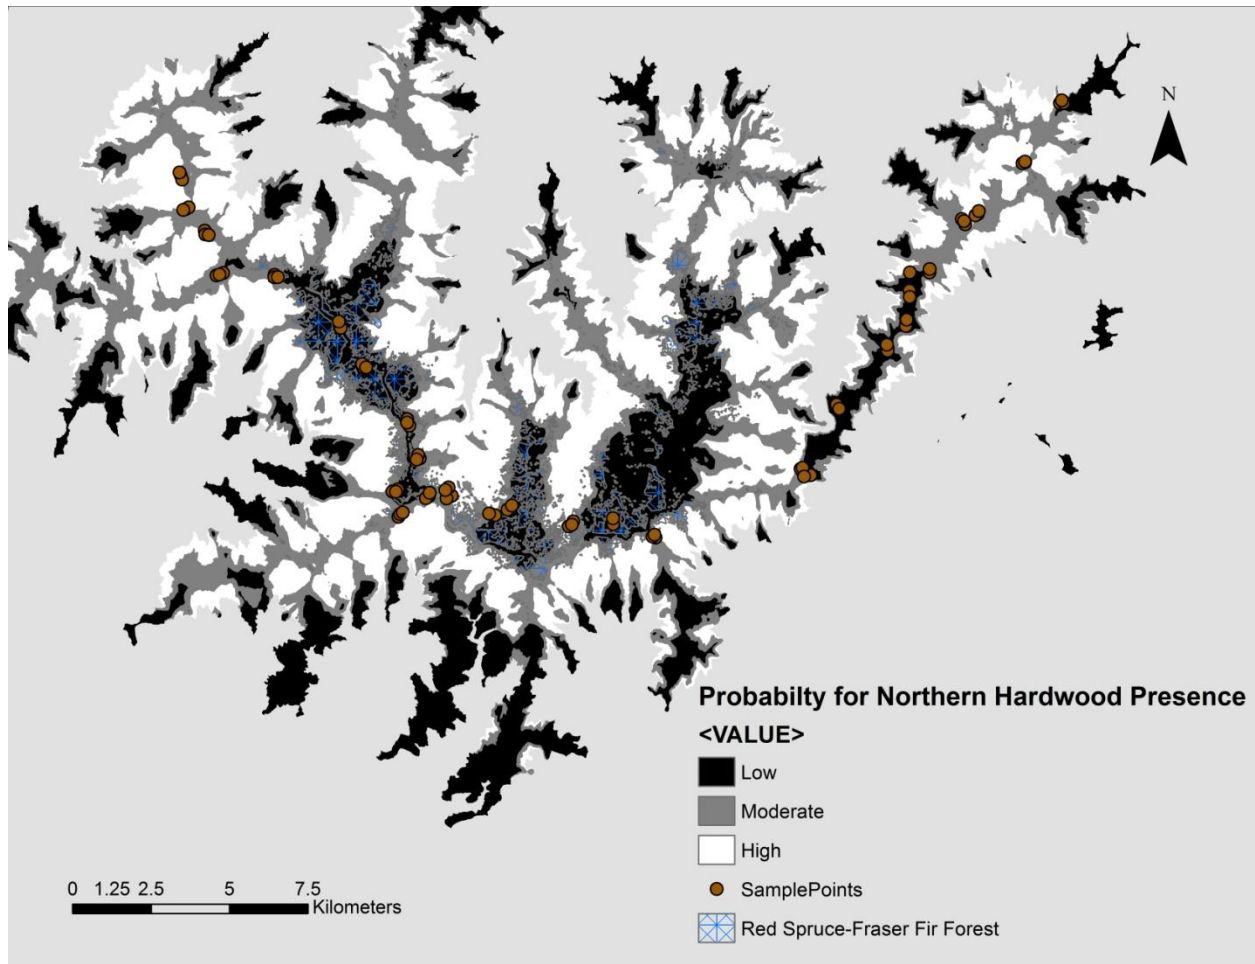 N
Probabilty for Northern Hardwood Presence
<VALUE>
Low
Moderate
High
SamplePoints
Red Spruce-Fraser Fir Forest
0 1.25 2.5 5 7.5
Kilometers